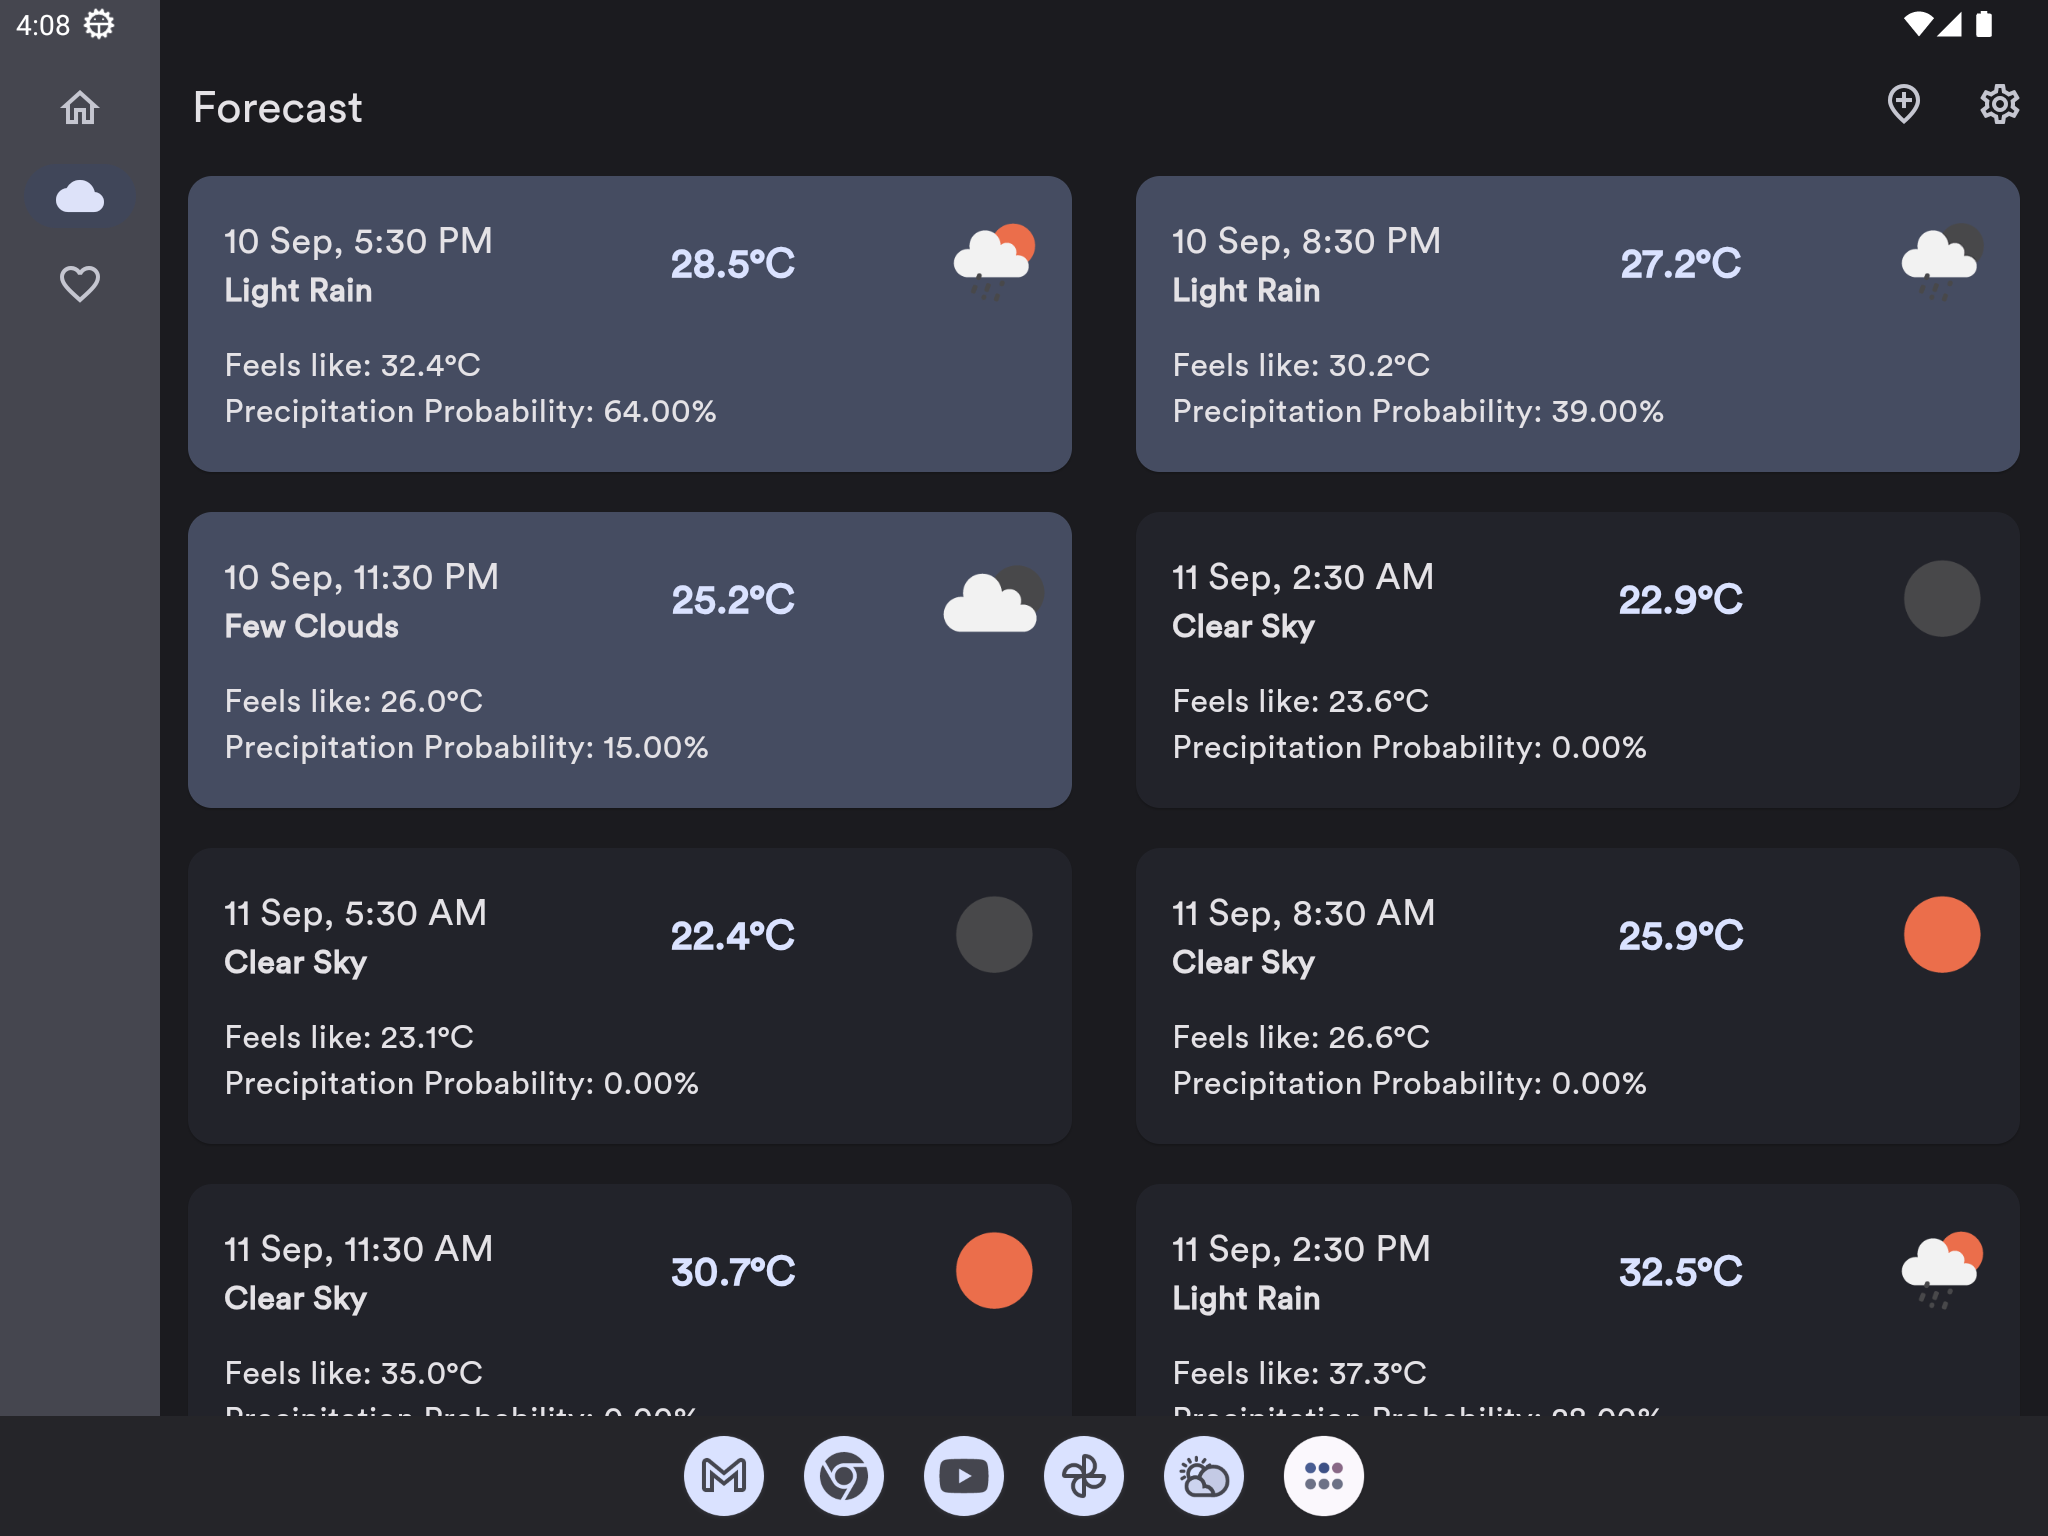 4:08
Forecast
10 Sep, 5:30 PM
Light Rain
28.5°C
Feels like: 32.4°C
Precipitation Probability: 64.00%
10 Sep, 8:30 PM
Light Rain
27.2°C
Feels like: 30.2°C
Precipitation Probability: 39.00%
10 Sep, 11:30 PM
Few Clouds
25.2°C
Feels like: 26.0°C
Precipitation Probability: 15.00%
11 Sep, 2:30 AM
Clear Sky
22.9°C
Feels like: 23.6°C
Precipitation Probability: 0.00%
11 Sep, 5:30 AM
Clear Sky
22.4°C
Feels like: 23.1°C
Precipitation Probability: 0.00%
11 Sep, 8:30 AM
Clear Sky
25.9°C
Feels like: 26.6°C
Precipitation Probability: 0.00%
11 Sep, 11:30 AM
Clear Sky
30.7°C
Feels like: 35.0°C
Precipitation Probability: 0.00%
11 Sep, 2:30 PM
Light Rain
32.5°C
Feels like: 37.3°C
Precipitation Probability: